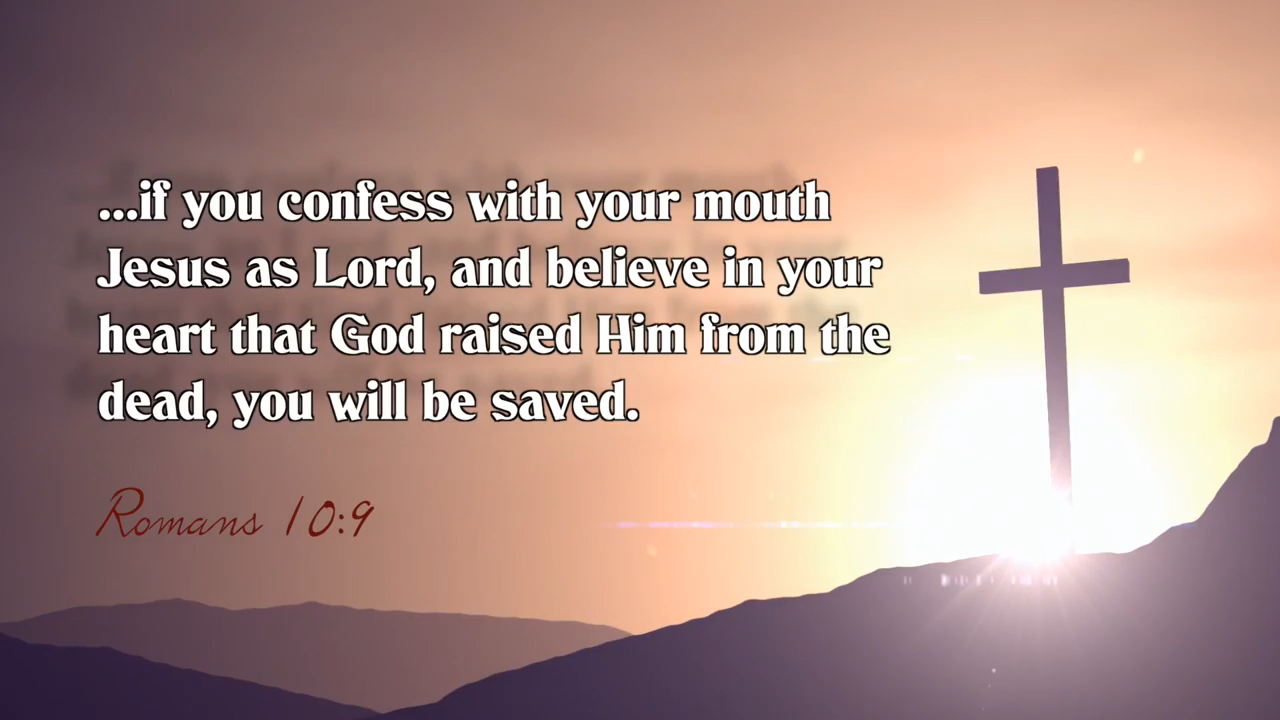 ...if you confess with your mouth
Jesus as Lord, and believe in your
heart that God raised Him from the
dead, you will be saved.
Romans 10:9